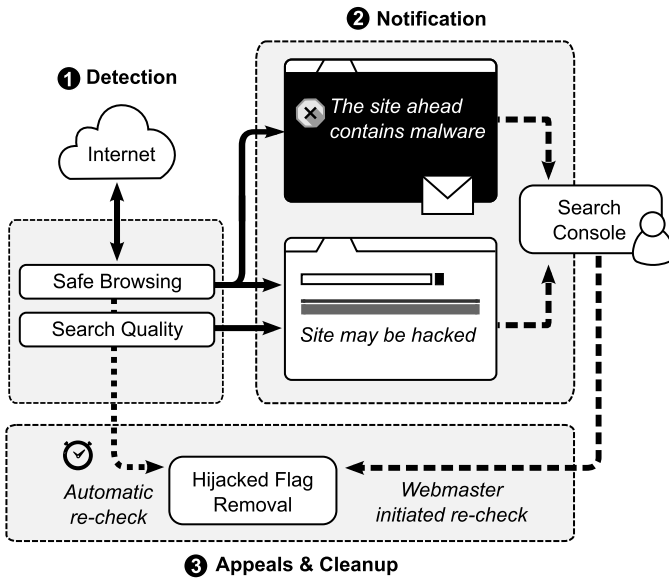 ❷ Notification
❶ Detection
Internet
The site ahead
contains malware
Search
Console
Safe Browsing
Search Quality
Site may be hacked
Automatic
re-check
Hijacked Flag
Removal
Webmaster
initiated re-check
❸ Appeals & Cleanup